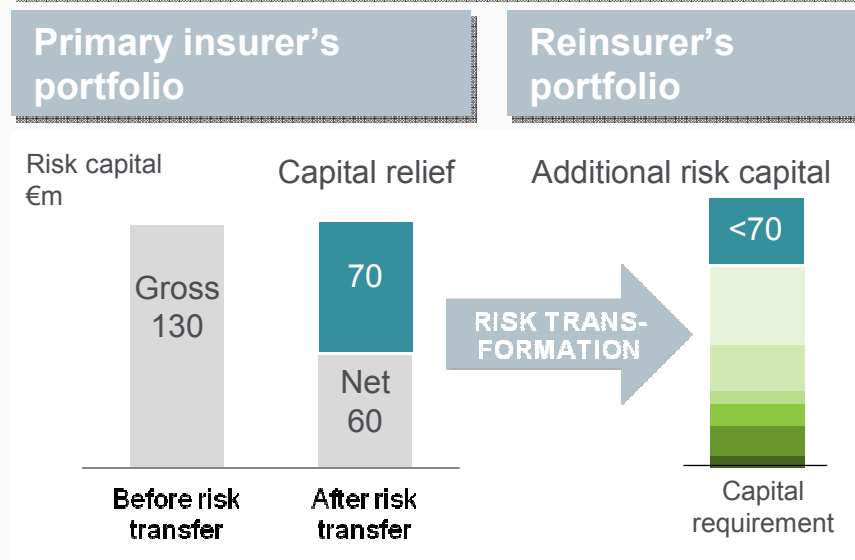 Primary insurer’s
portfolio
Reinsurer’s
portfolio
Risk capital
€m
Capital relief
Additional risk capital
Gross
130
70
Net
60
RISK TRANS-
FORMATION
<70
Before risk
transfer
After risk
transfer
Capital
requirement